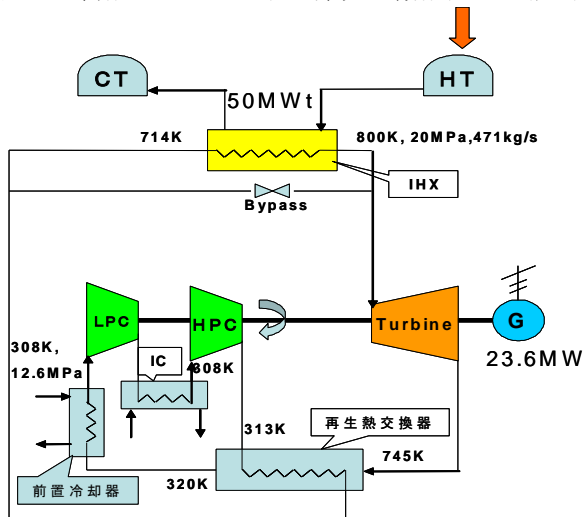 CT
HT
50MWt
714K
800K, 20MPa,471kg/s
IHX
Bypass
LPC
HPC
Turbine
G
23.6MW
308K,
12.6MPa
IC
308K
再生熱交換器
313K
745K
320K
前置冷却器